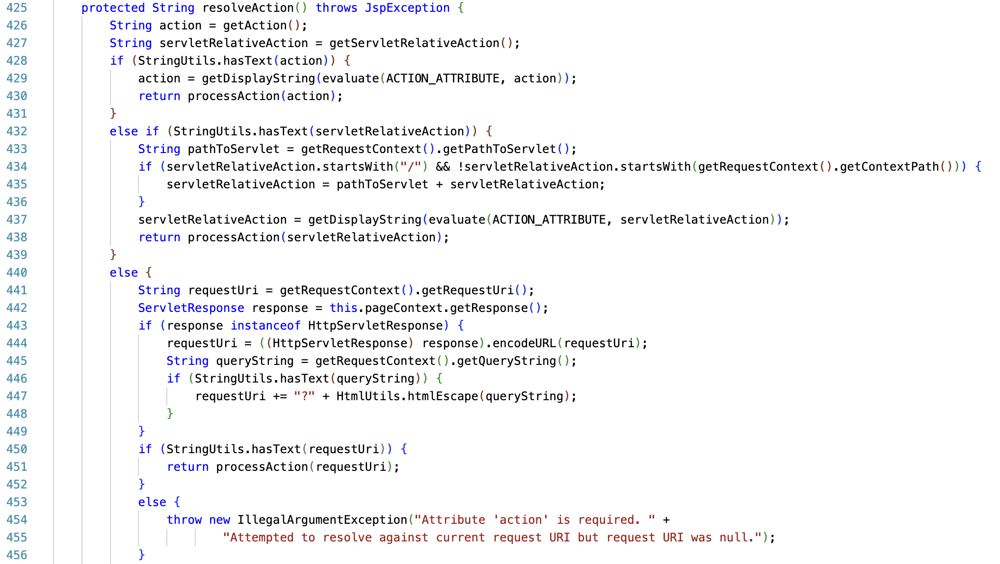 425 protected String resolveAction() throws JspException {
426 String action = getAction();
427 String servletRelativeAction = getServletRelativeAction();
428 if (StringUtils.hasText(action)) {
429 action = getDisplayString(evaluate(ACTION_ATTRIBUTE, action));
430 return processAction(action);
431 }
432 else if (StringUtils.hasText(servletRelativeAction)) {
433 String pathToServlet = getRequestContext().getPathToServlet();
434 if (servletRelativeAction.startsWith("/") && !servletRelativeAction.startsWith(getRequestContext().getContextPath())) {
435 servletRelativeAction = pathToServlet + servletRelativeAction;
436 }
437 servletRelativeAction = getDisplayString(evaluate(ACTION_ATTRIBUTE, servletRelativeAction));
438 return processAction(servletRelativeAction);
439 }
440 else {
441 String requestUri = getRequestContext().getRequestUri();
442 ServletResponse response = this.pageContext.getResponse();
443 if (response instanceof HttpServletResponse) {
444 requestUri = ((HttpServletResponse) response).encodeURL(requestUri);
445 String queryString = getRequestContext().getQueryString();
446 if (StringUtils.hasText(queryString)) {
447 requestUri += "?" + HtmlUtils.htmlEscape(queryString);
448 }
449 }
450 if (StringUtils.hasText(requestUri)) {
451 return processAction(requestUri);
452 }
453 else {
454 throw new IllegalArgumentException("Attribute 'action' is required. " +
455 "Attempted to resolve against current request URI but request URI was null.");
456 }